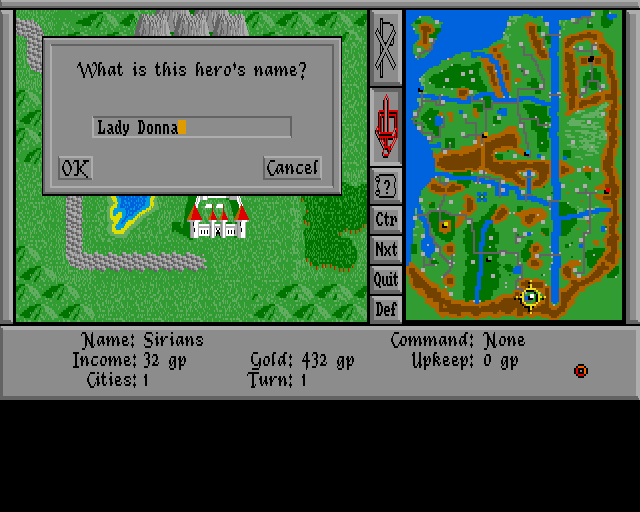 What is this hero's name?
Lady Donna
OK
Cancel
?
Ctr
Nxt
Quit
Def
Name: Sirians
Command: None
Income: 32 gp
Gold: 432 gp
Upkeep: 0 gp
Cities: 1
Turn: 1